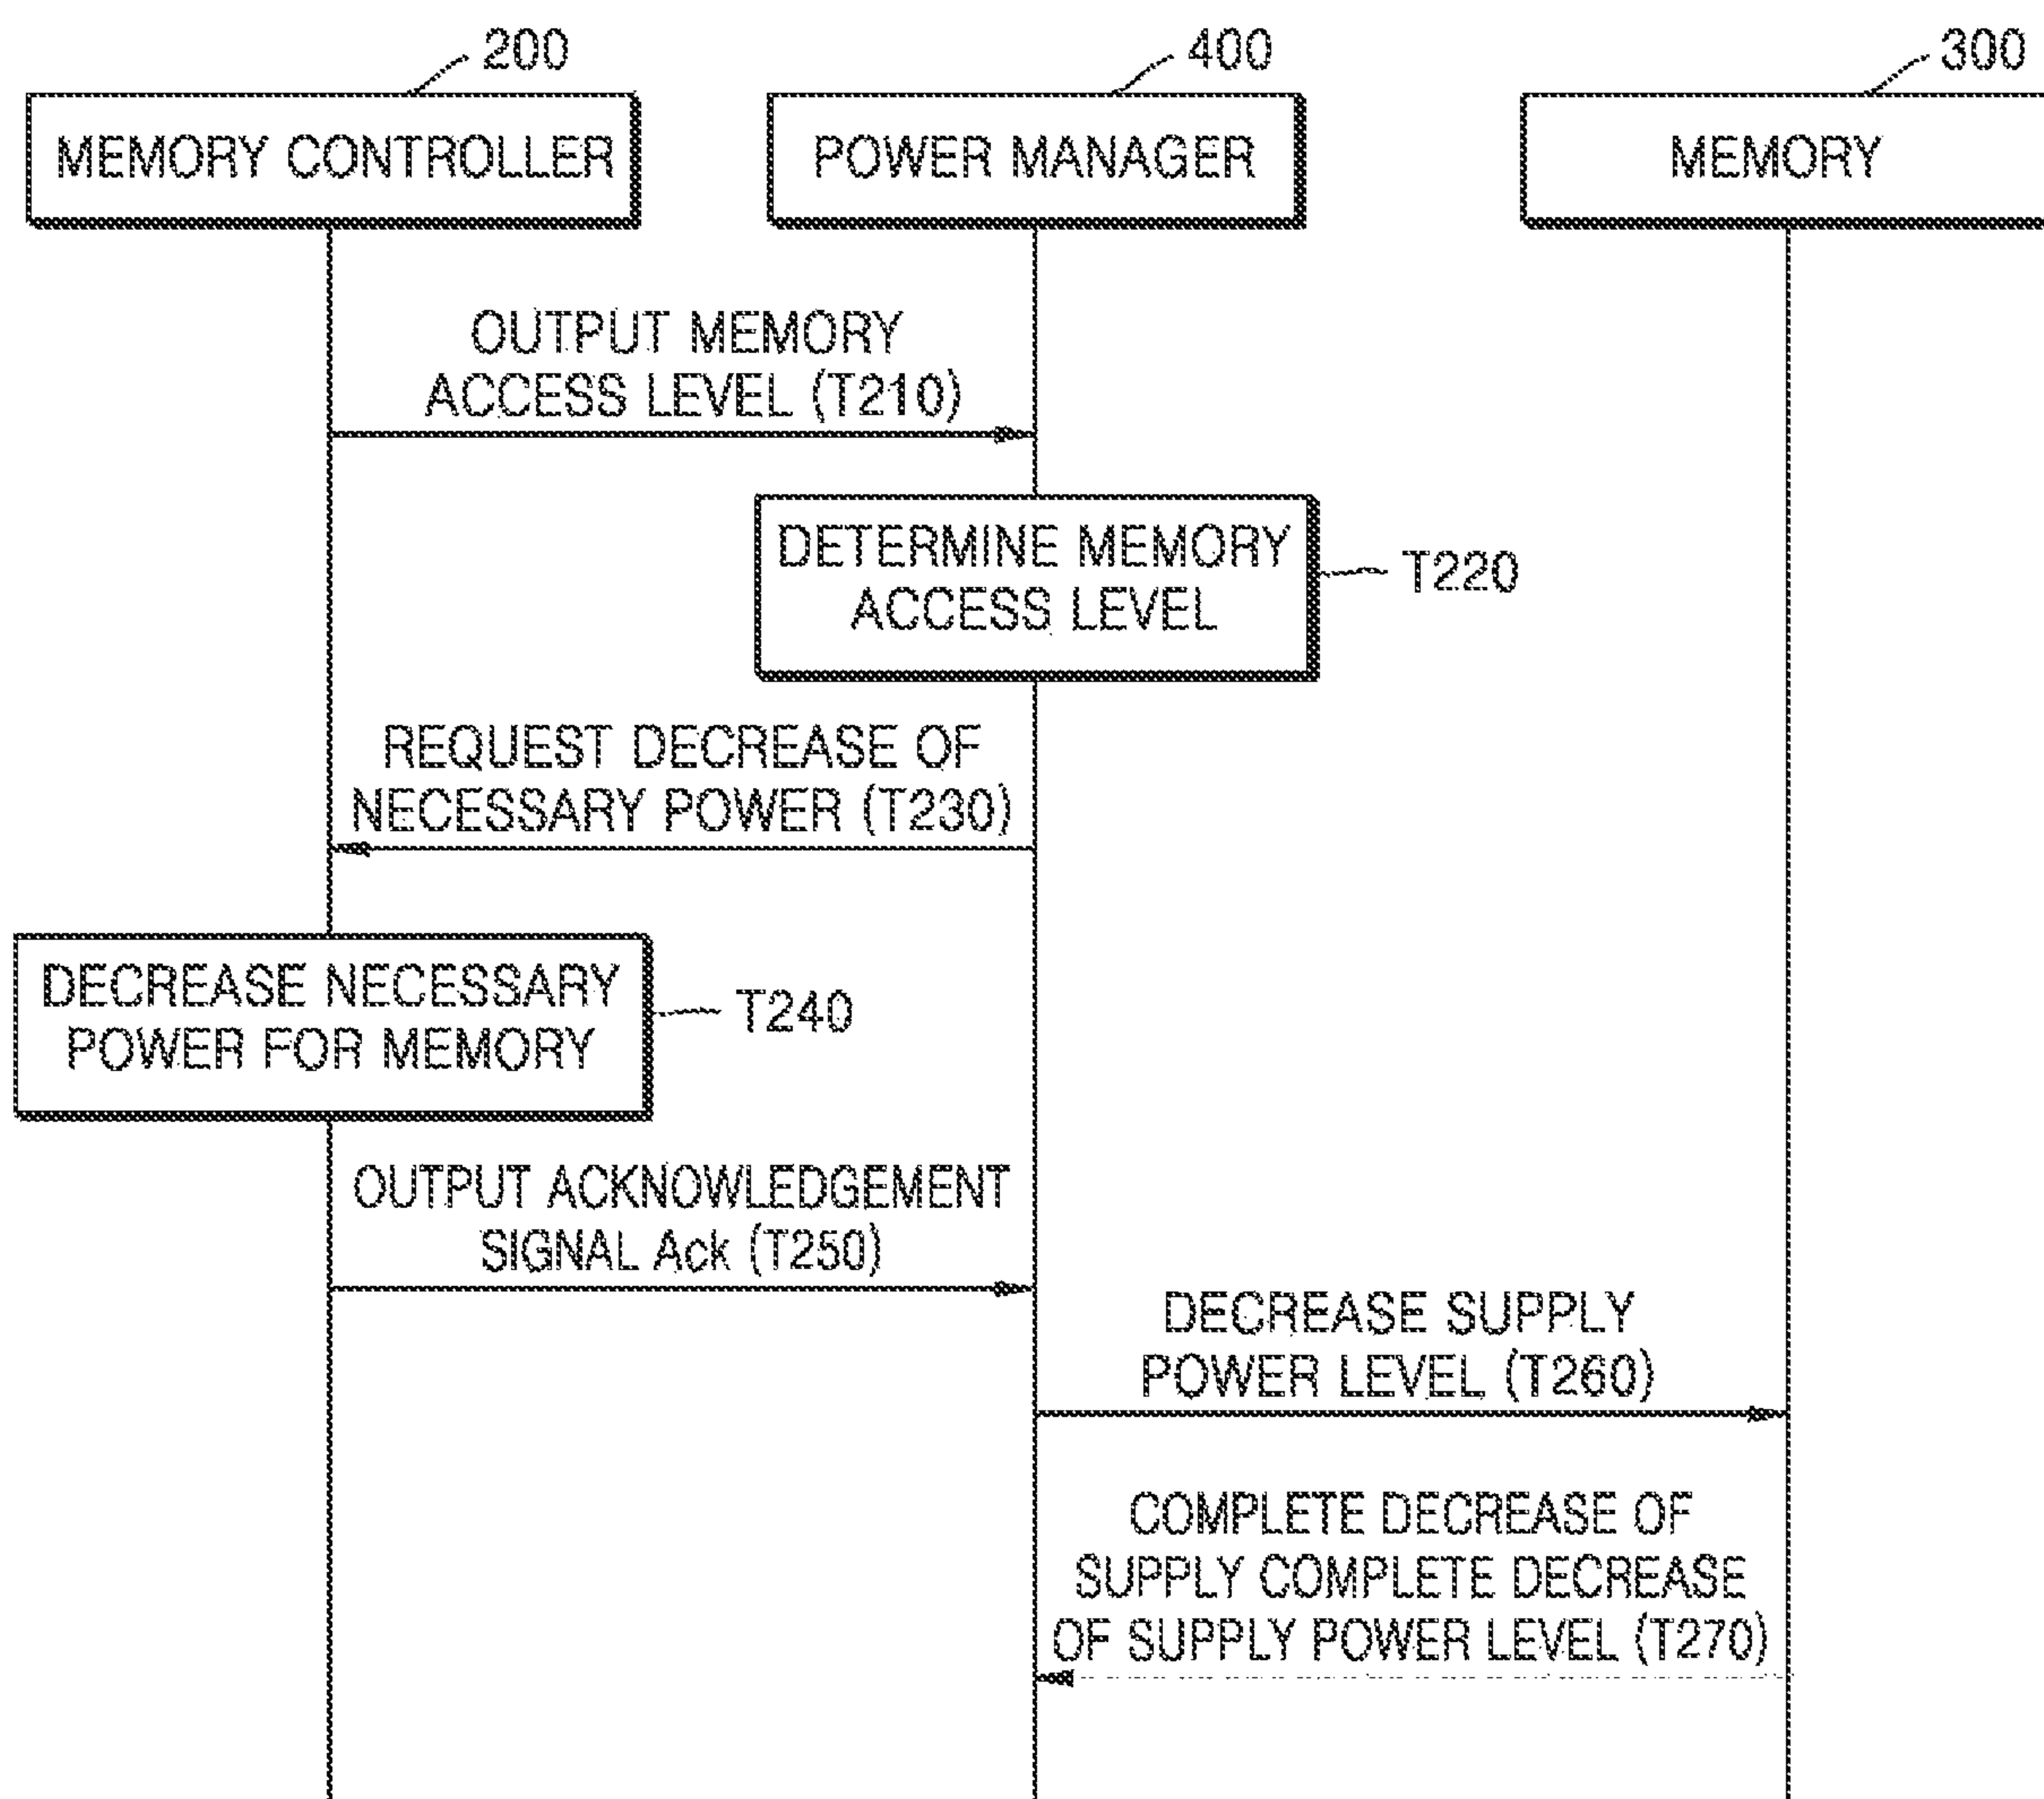 200
400
300
MEMORY CONTROLLER
POWER MANAGER
MEMORY
OUTPUT MEMORY
ACCESS LEVEL (T210)
DETERMINE MEMORY
ACCESS LEVEL
T220
REQUEST DECREASE OF
NECESSARY POWER (T230)
DECREASE NECESSARY
POWER FOR MEMORY
T240
OUTPUT ACKNOWLEDGEMENT
SIGNAL Ack (T250)
DECREASE SUPPLY
POWER LEVEL (T260)
COMPLETE DECREASE OF
SUPPLY COMPLETE DECREASE
OF SUPPLY POWER LEVEL (T270)